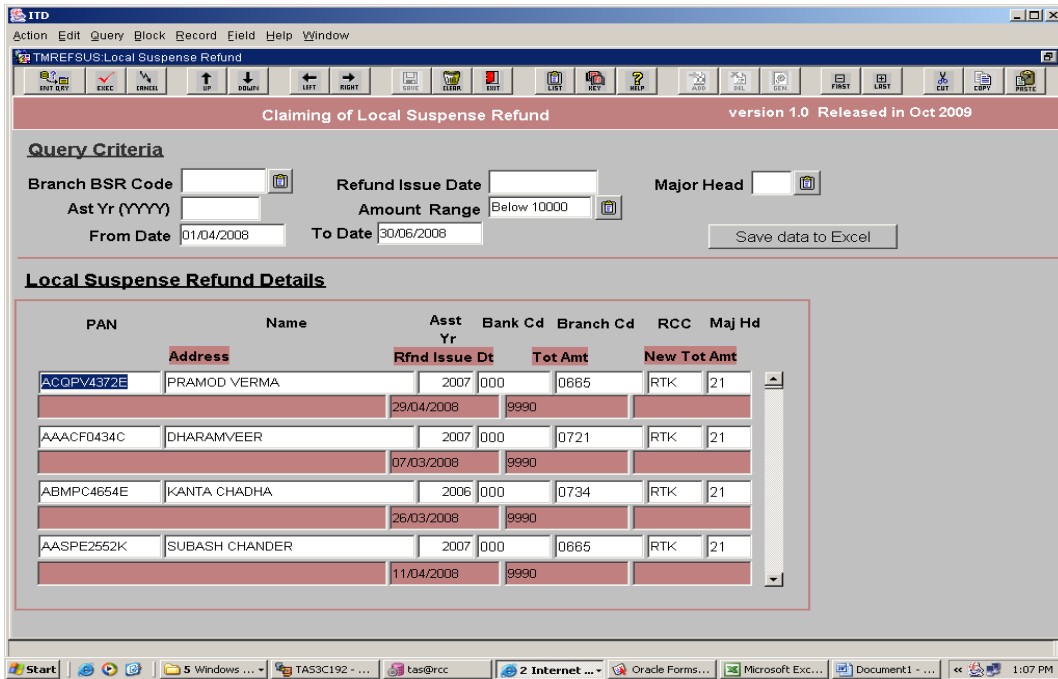 ITD
Action Edit Query Block Record Field Help Window
TMREFSUS:Local Suspense Refund
ENT QRY EXEC CANCEL UP DOWN LEFT RIGHT SAVE CLEAR EXIT LIST KEY HELP ADD DEL GEN. FIRST LAST CUT COPY PASTE
Claiming of Local Suspense Refund version 1.0 Released in Oct 2009
Query Criteria
Branch BSR Code Refund Issue Date Major Head
Ast Yr (YYYY) Amount Range Below 10000
From Date 01/04/2008 To Date 30/06/2008 Save data to Excel
Local Suspense Refund Details
PAN Name Asst Yr Bank Cd Branch Cd RCC Maj Hd
Address Rfnd Issue Dt Tot Amt New Tot Amt
ACQPV4372E PRAMOD VERMA 2007 000 0665 RTK 21
29/04/2008 9990
AAACF0434C DHARAMVEER 2007 000 0721 RTK 21
07/03/2008 9990
ABMPC4654E KANTA CHADHA 2006 000 0734 RTK 21
26/03/2008 9990
AASPE2552K SUBASH CHANDER 2007 000 0665 RTK 21
11/04/2008 9990
Start 5 Windows ... TAS3C192 - ... tas@rcc 2 Internet ... Oracle Forms... Microsoft Exc... Document1 - ... « 1:07 PM